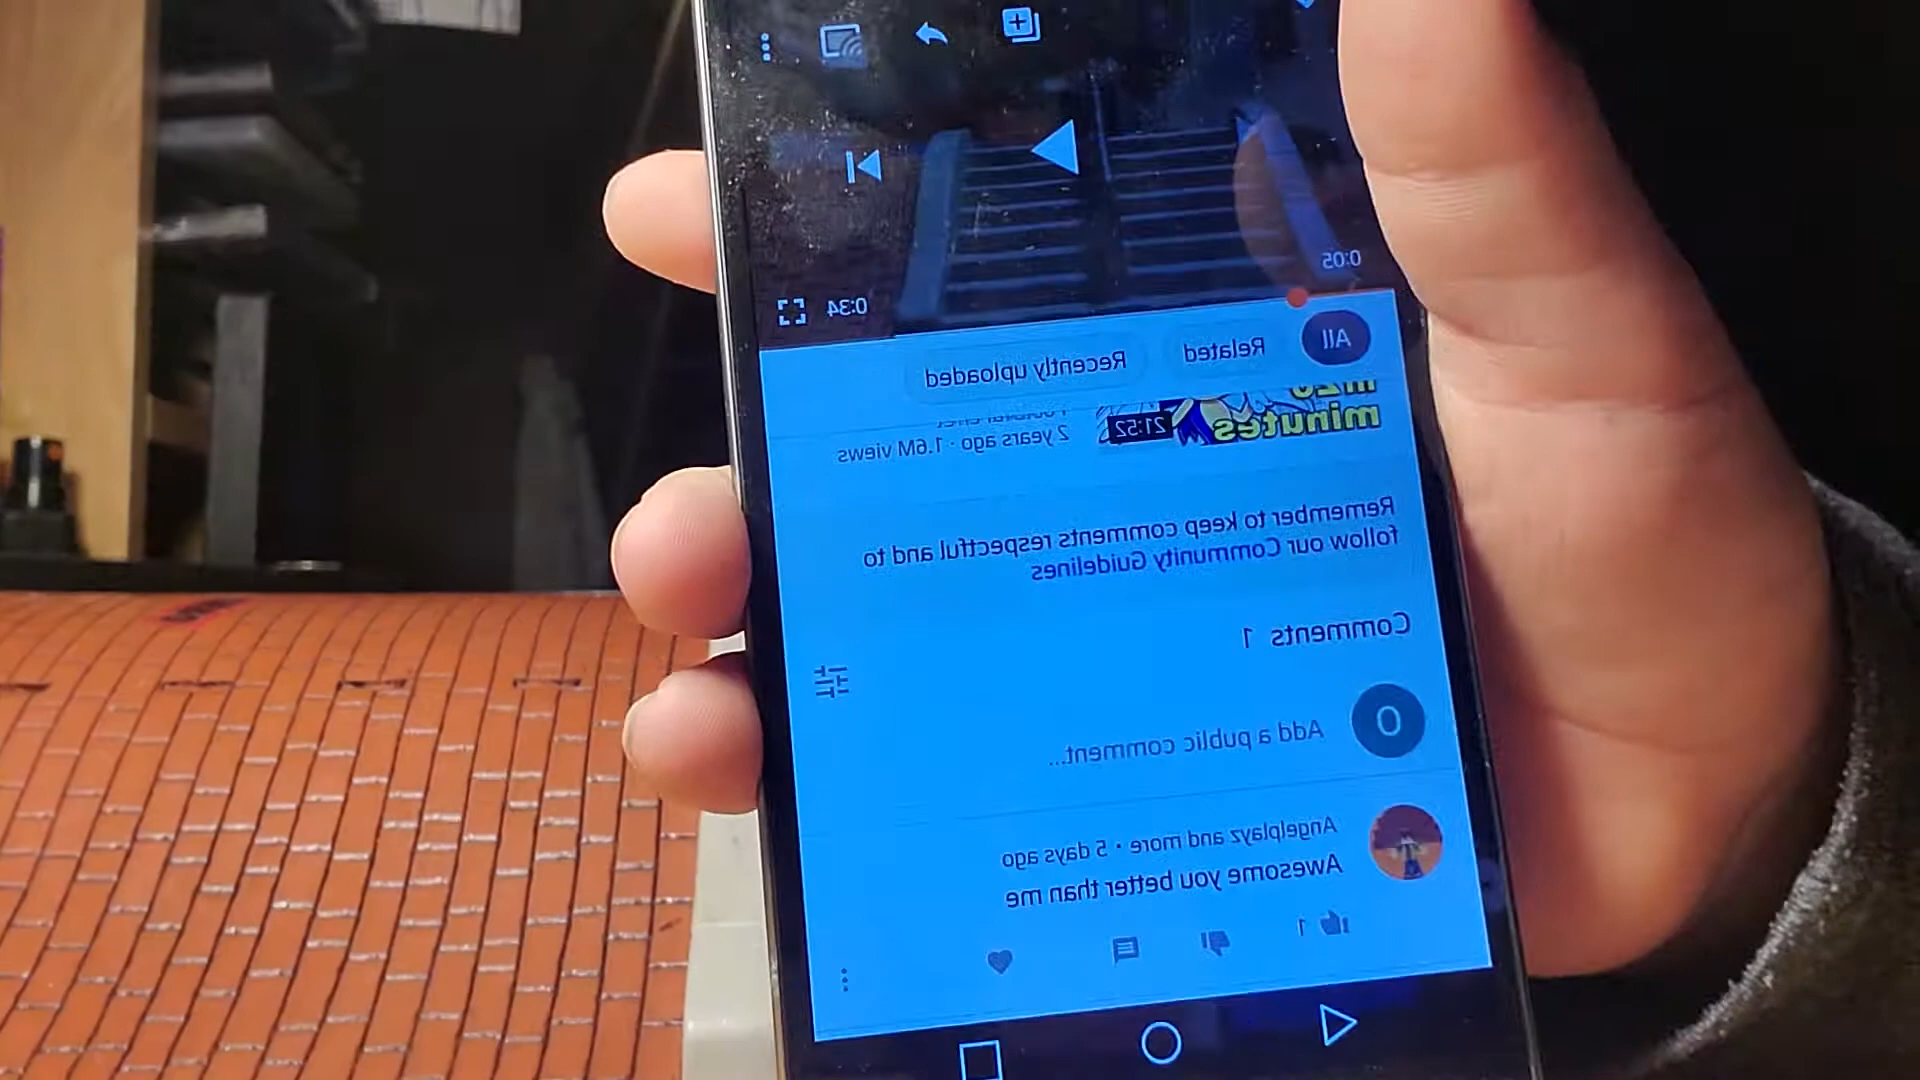 0:05
0:34
All Related Recently uploaded
minutes
21:52
2 years ago · 1.6M views
Remember to keep comments respectful and to
follow our Community Guidelines
Comments 1
O
Add a public comment...
Angelplayz and more · 5 days ago
Awesome you better than me
1